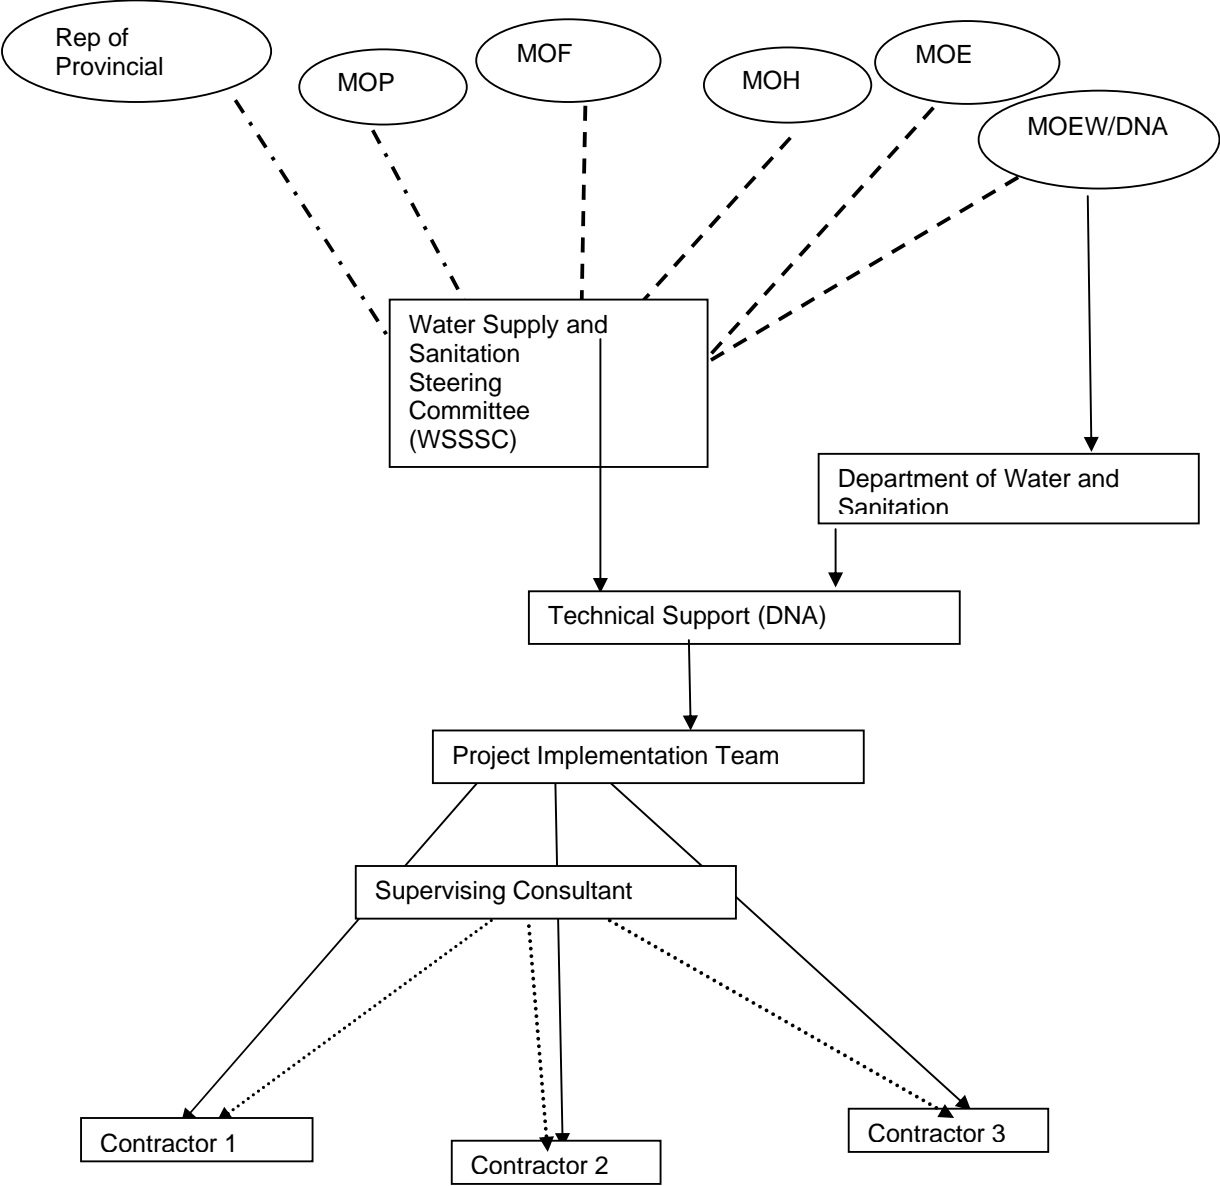 Rep of
Provincial
MOP
MOF
MOH
MOE
MOEW/DNA
Water Supply and
Sanitation
Steering
Committee
(WSSSC)
Department of Water and
Sanitation
Technical Support (DNA)
Project Implementation Team
Supervising Consultant
Contractor 1
Contractor 2
Contractor 3